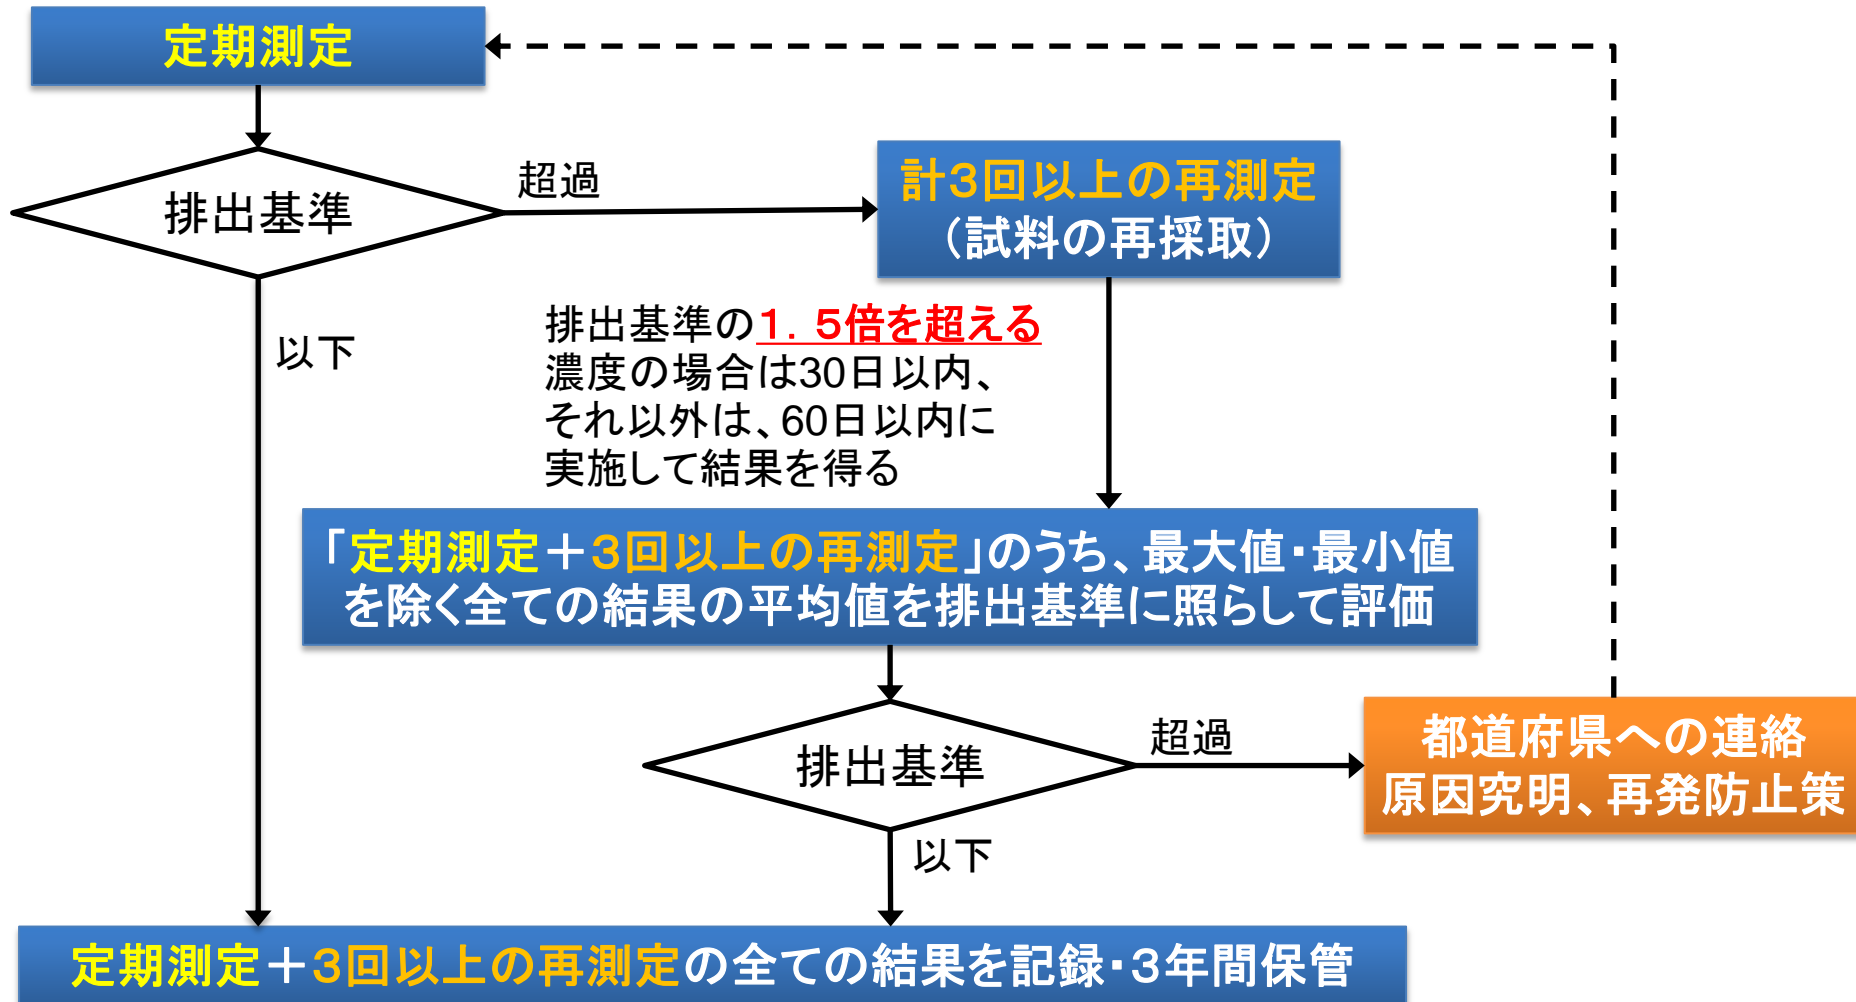 定期測定
排出基準
超過
計３回以上の再測定
（試料の再採取）
以下
排出基準の１．５倍を超える
濃度の場合は30日以内、
それ以外は、60日以内に
実施して結果を得る
「定期測定＋３回以上の再測定」のうち、最大値・最小値
を除く全ての結果の平均値を排出基準に照らして評価
排出基準
超過
都道府県への連絡
原因究明、再発防止策
以下
定期測定＋３回以上の再測定の全ての結果を記録・３年間保管